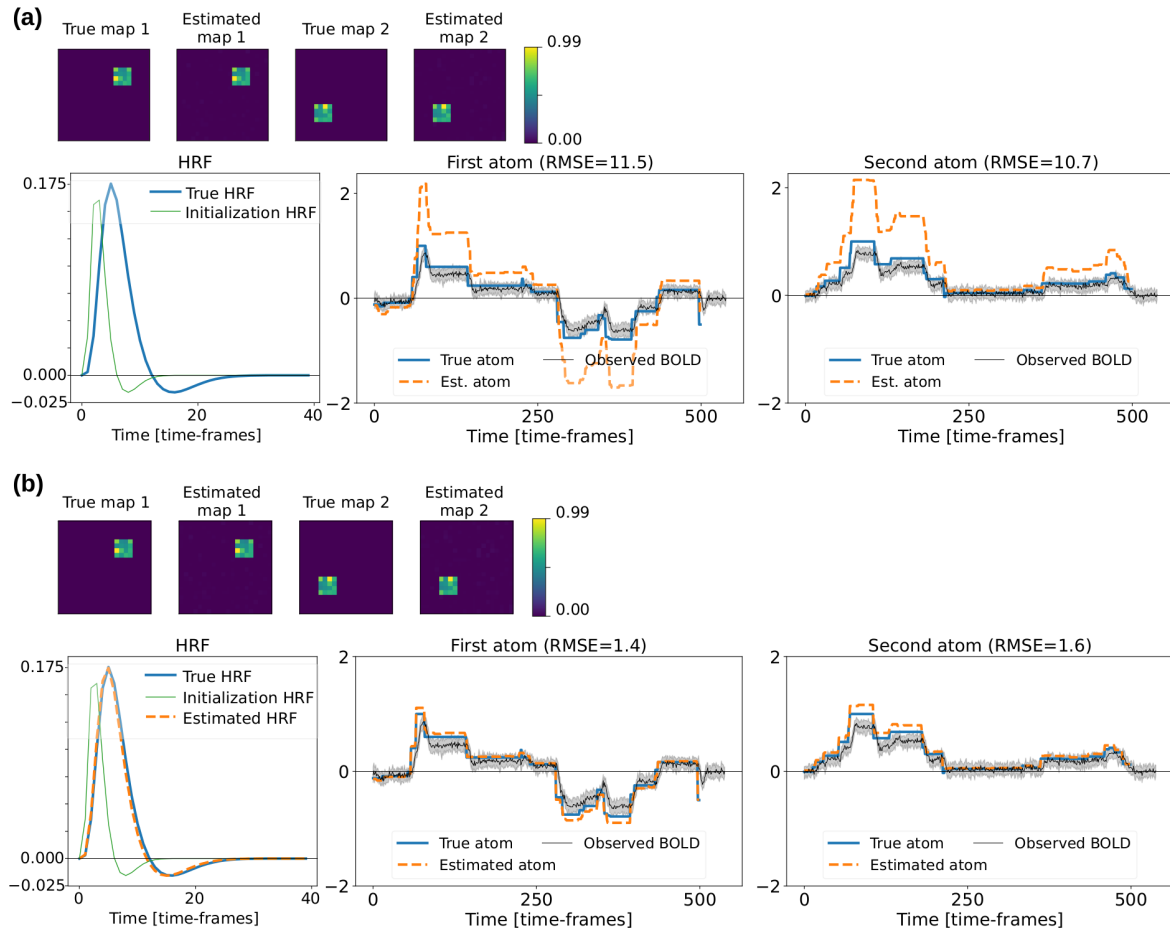 (a)
True map 1
Estimated
map 1
True map 2
Estimated
map 2
0.99
0.00
HRF
0.175
0.000
−0.025
True HRF
Initialization HRF
0
20
40
Time [time-frames]
First atom (RMSE=11.5)
2
0
−2
True atom
Observed BOLD
Est. atom
0
250
500
Time [time-frames]
Second atom (RMSE=10.7)
2
0
−2
True atom
Observed BOLD
Est. atom
0
250
500
Time [time-frames]
(b)
True map 1
Estimated
map 1
True map 2
Estimated
map 2
0.99
0.00
HRF
0.175
0.000
−0.025
True HRF
Initialization HRF
Estimated HRF
0
20
40
Time [time-frames]
First atom (RMSE=1.4)
2
0
−2
True atom
Observed BOLD
Estimated atom
0
250
500
Time [time-frames]
Second atom (RMSE=1.6)
2
0
−2
True atom
Observed BOLD
Estimated atom
0
250
500
Time [time-frames]